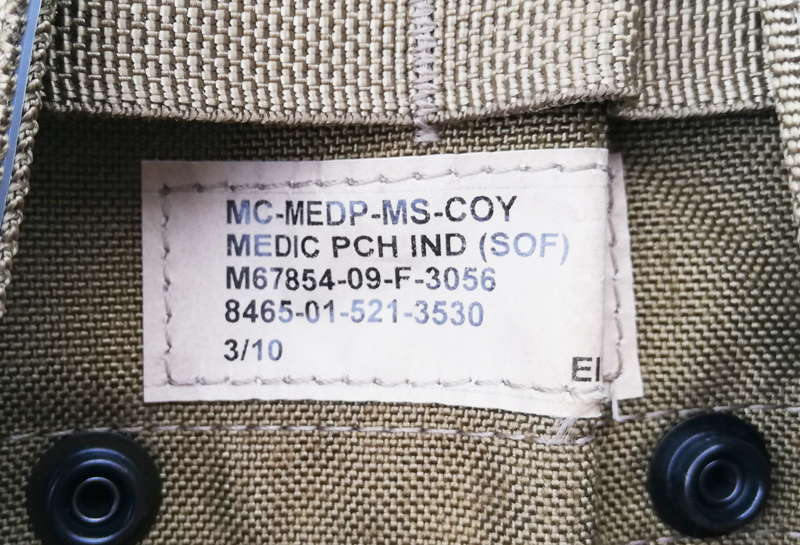 MC-MEDP-MS-COY
MEDIC PCH IND (SOF)
M67854-09-F-3056
8465-01-521-3530
3/10
EI